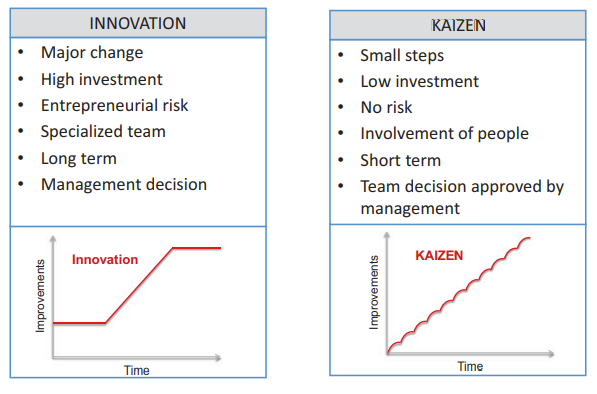 INNOVATION
• Major change
• High investment
• Entrepreneurial risk
• Specialized team
• Long term
• Management decision
Improvements
Innovation
Time
KAIZEN
• Small steps
• Low investment
• No risk
• Involvement of people
• Short term
• Team decision approved by
management
Improvements
KAIZEN
Time